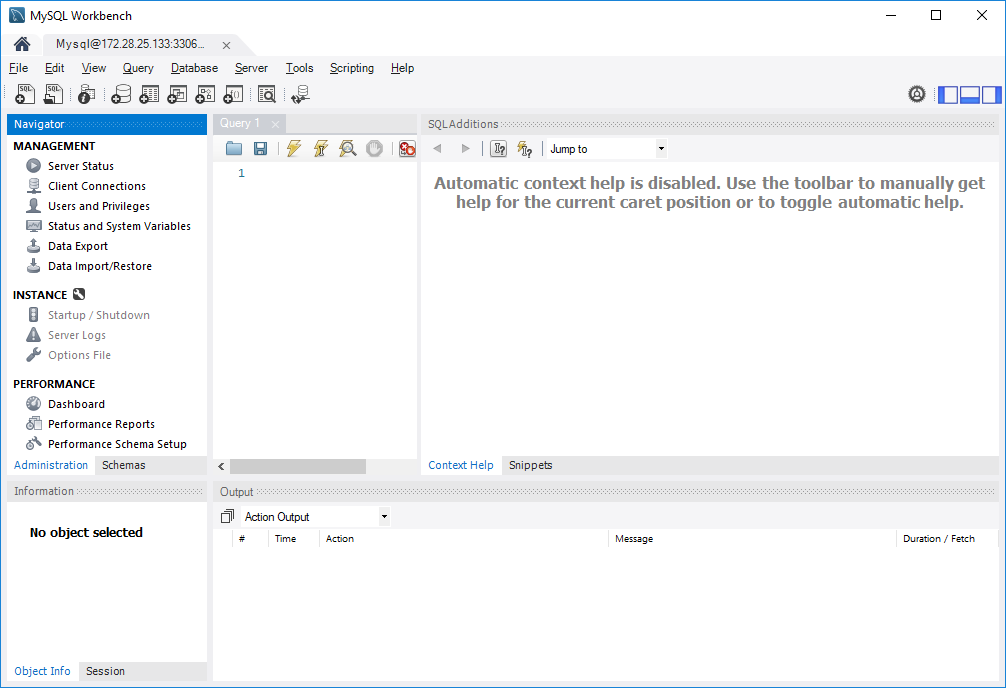 MySQL Workbench
Mysql@172.28.25.133:3306...
File Edit View Query Database Server Tools Scripting Help
Navigator
MANAGEMENT
Server Status
Client Connections
Users and Privileges
Status and System Variables
Data Export
Data Import/Restore
INSTANCE
Startup / Shutdown
Server Logs
Options File
PERFORMANCE
Dashboard
Performance Reports
Performance Schema Setup
Administration Schemas
Query 1
1
SQLAdditions
Jump to
Automatic context help is disabled. Use the toolbar to manually get
help for the current caret position or to toggle automatic help.
Context Help Snippets
Information
No object selected
Object Info Session
Output
Action Output
# Time Action Message Duration / Fetch